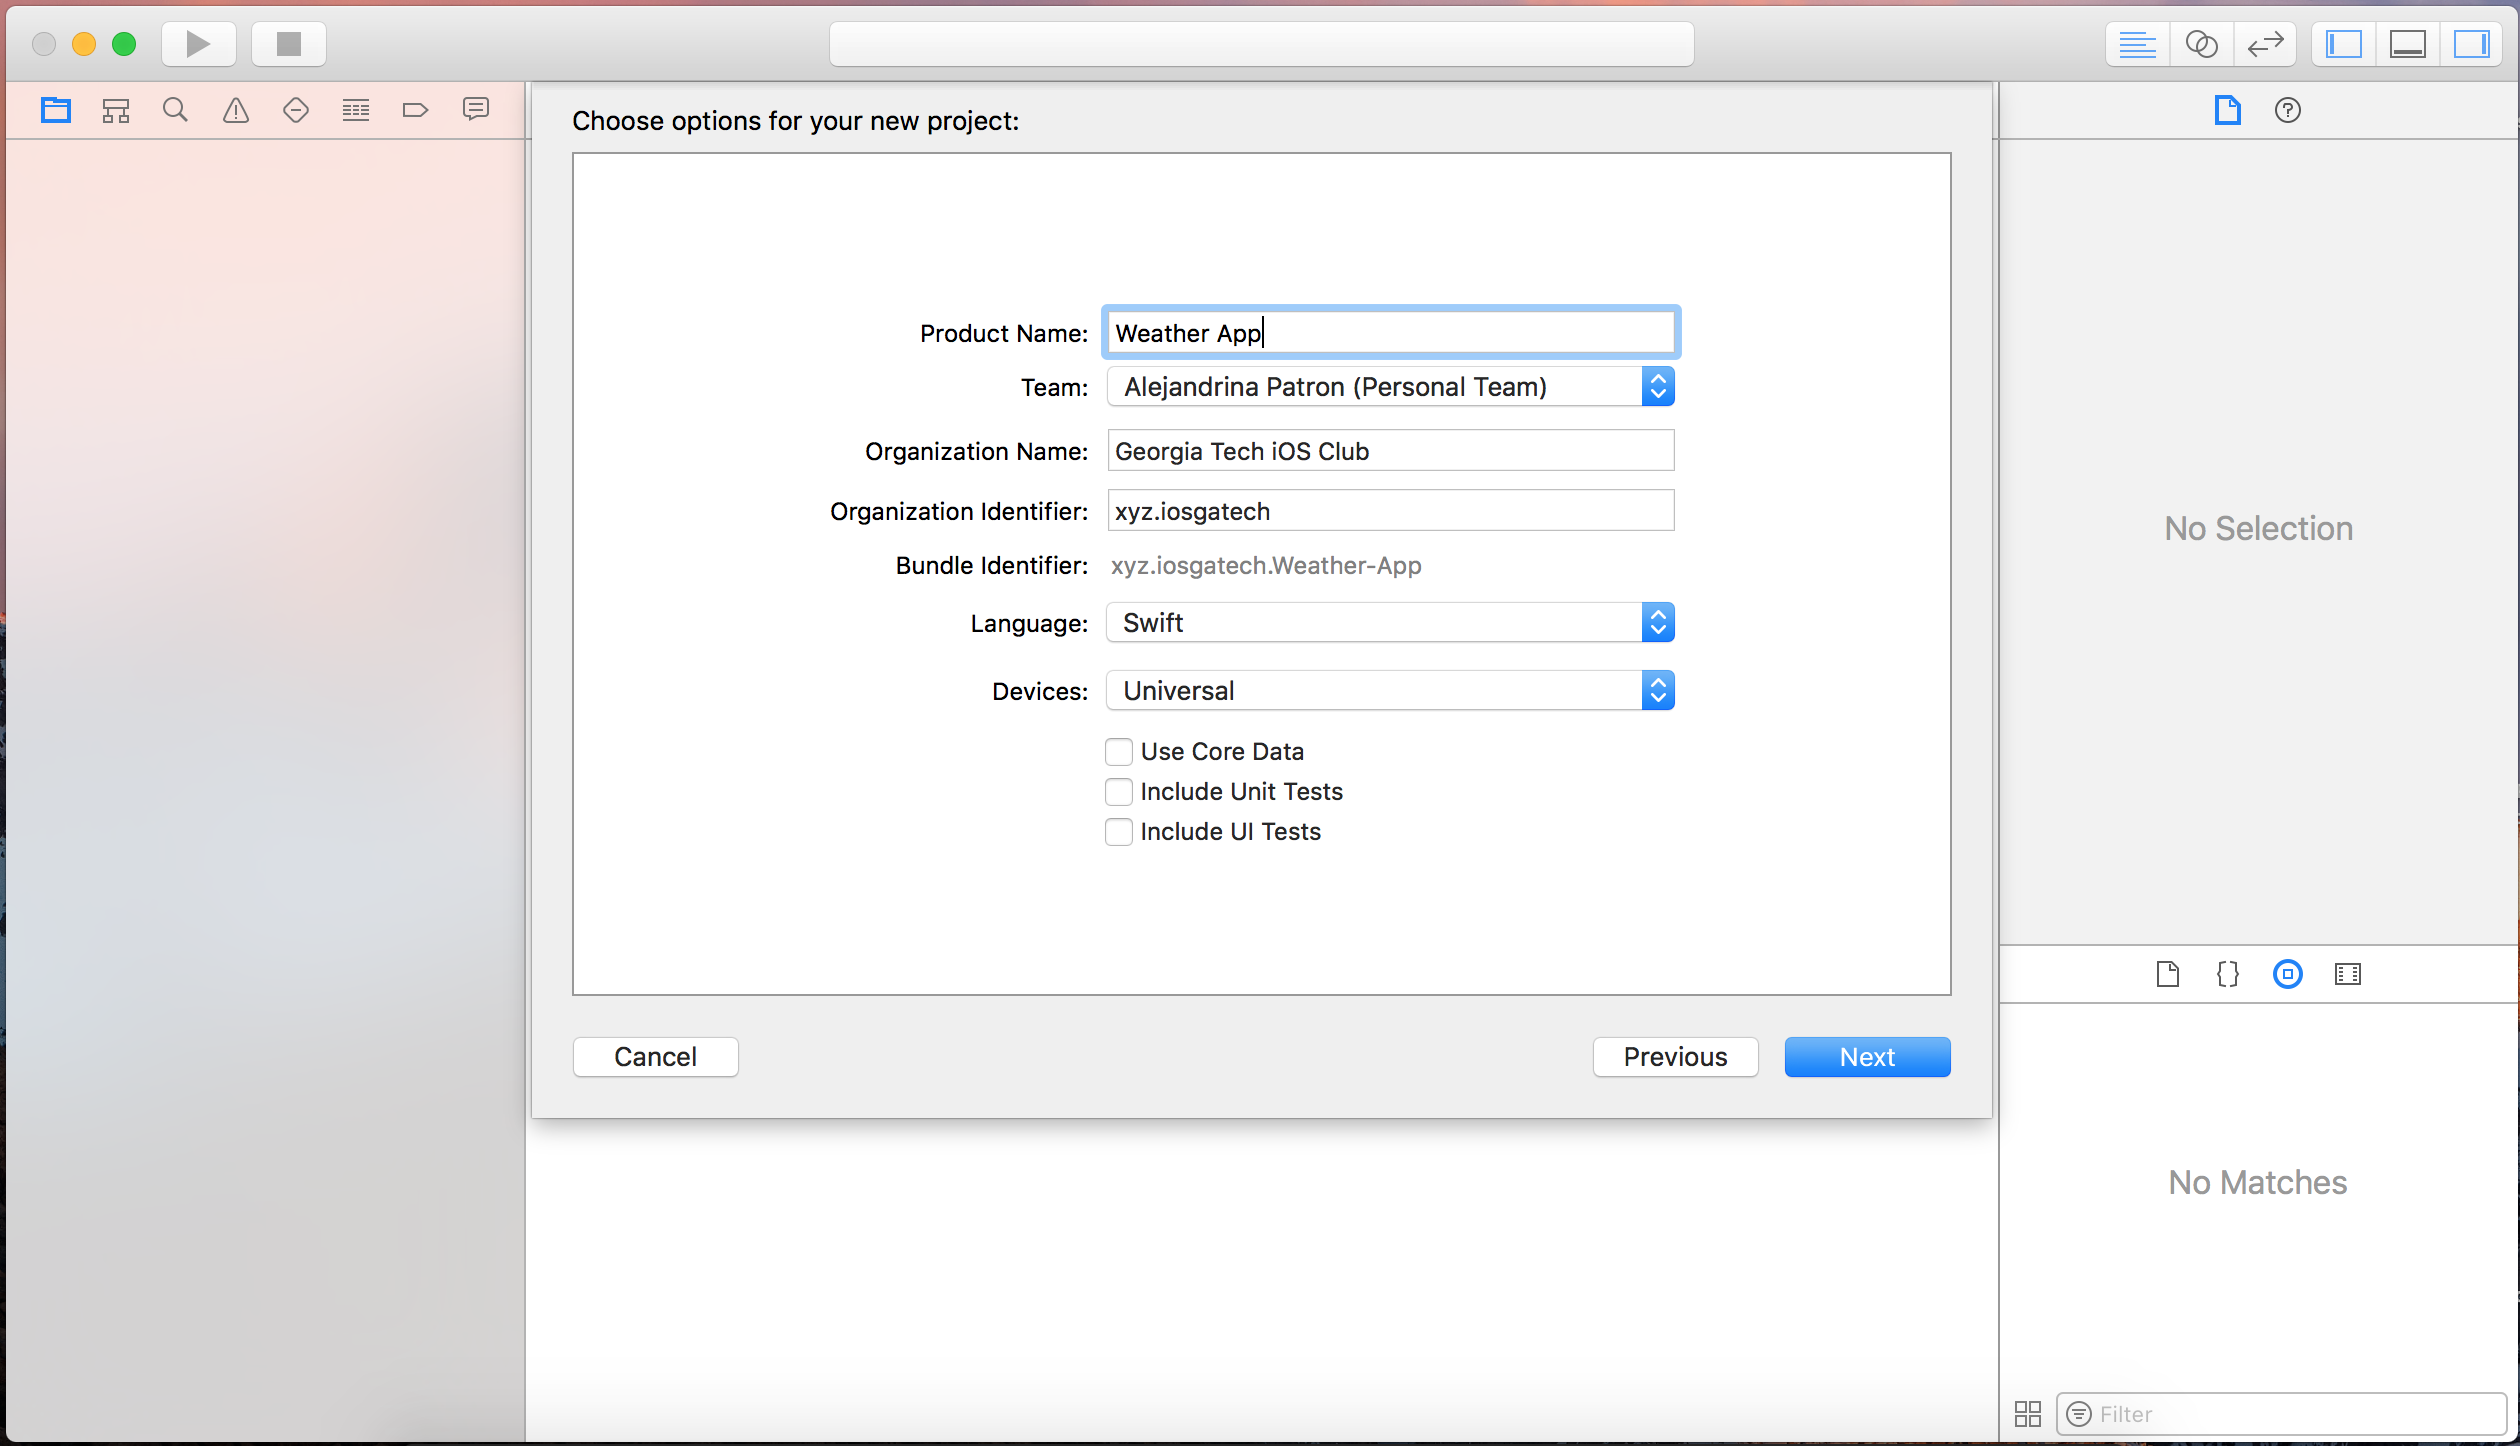 Choose options for your new project:
Product Name: Weather App
Team: Alejandrina Patron (Personal Team)
Organization Name: Georgia Tech iOS Club
Organization Identifier: xyz.iosgatech
Bundle Identifier: xyz.iosgatech.Weather-App
Language: Swift
Devices: Universal
Use Core Data
Include Unit Tests
Include UI Tests
Cancel
Previous
Next
No Selection
No Matches
Filter